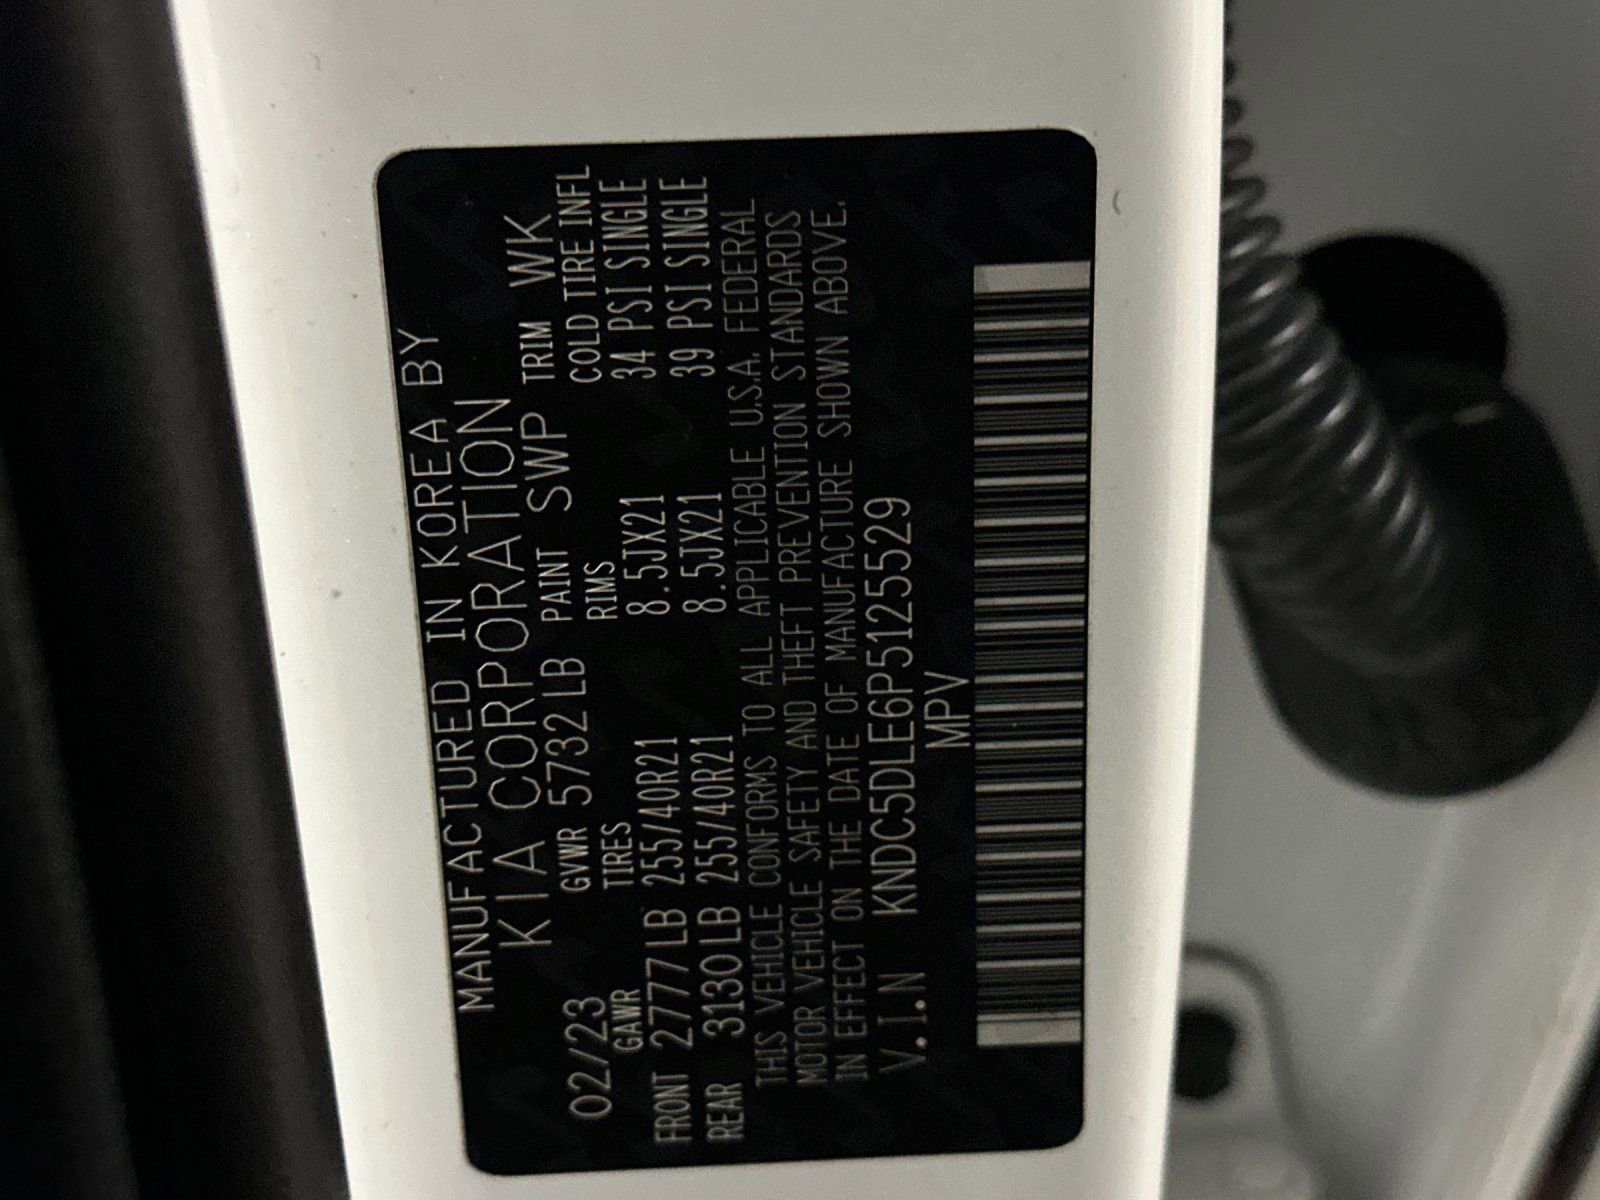 MANUFACTURED IN KOREA BY
KIA CORPORATION
02/23 GVWR 5732 LB PAINT SWP TRIM WK
GAWR TIRES RIMS COLD TIRE INFL
FRONT 2777 LB 255/40R21 8.5JX21 34 PSI SINGLE
REAR 3130 LB 255/40R21 8.5JX21 39 PSI SINGLE
THIS VEHICLE CONFORMS TO ALL APPLICABLE U.S.A. FEDERAL
MOTOR VEHICLE SAFETY AND THEFT PREVENTION STANDARDS
IN EFFECT ON THE DATE OF MANUFACTURE SHOWN ABOVE.
V.I.N KNDC5DLE6P5125529
MPV